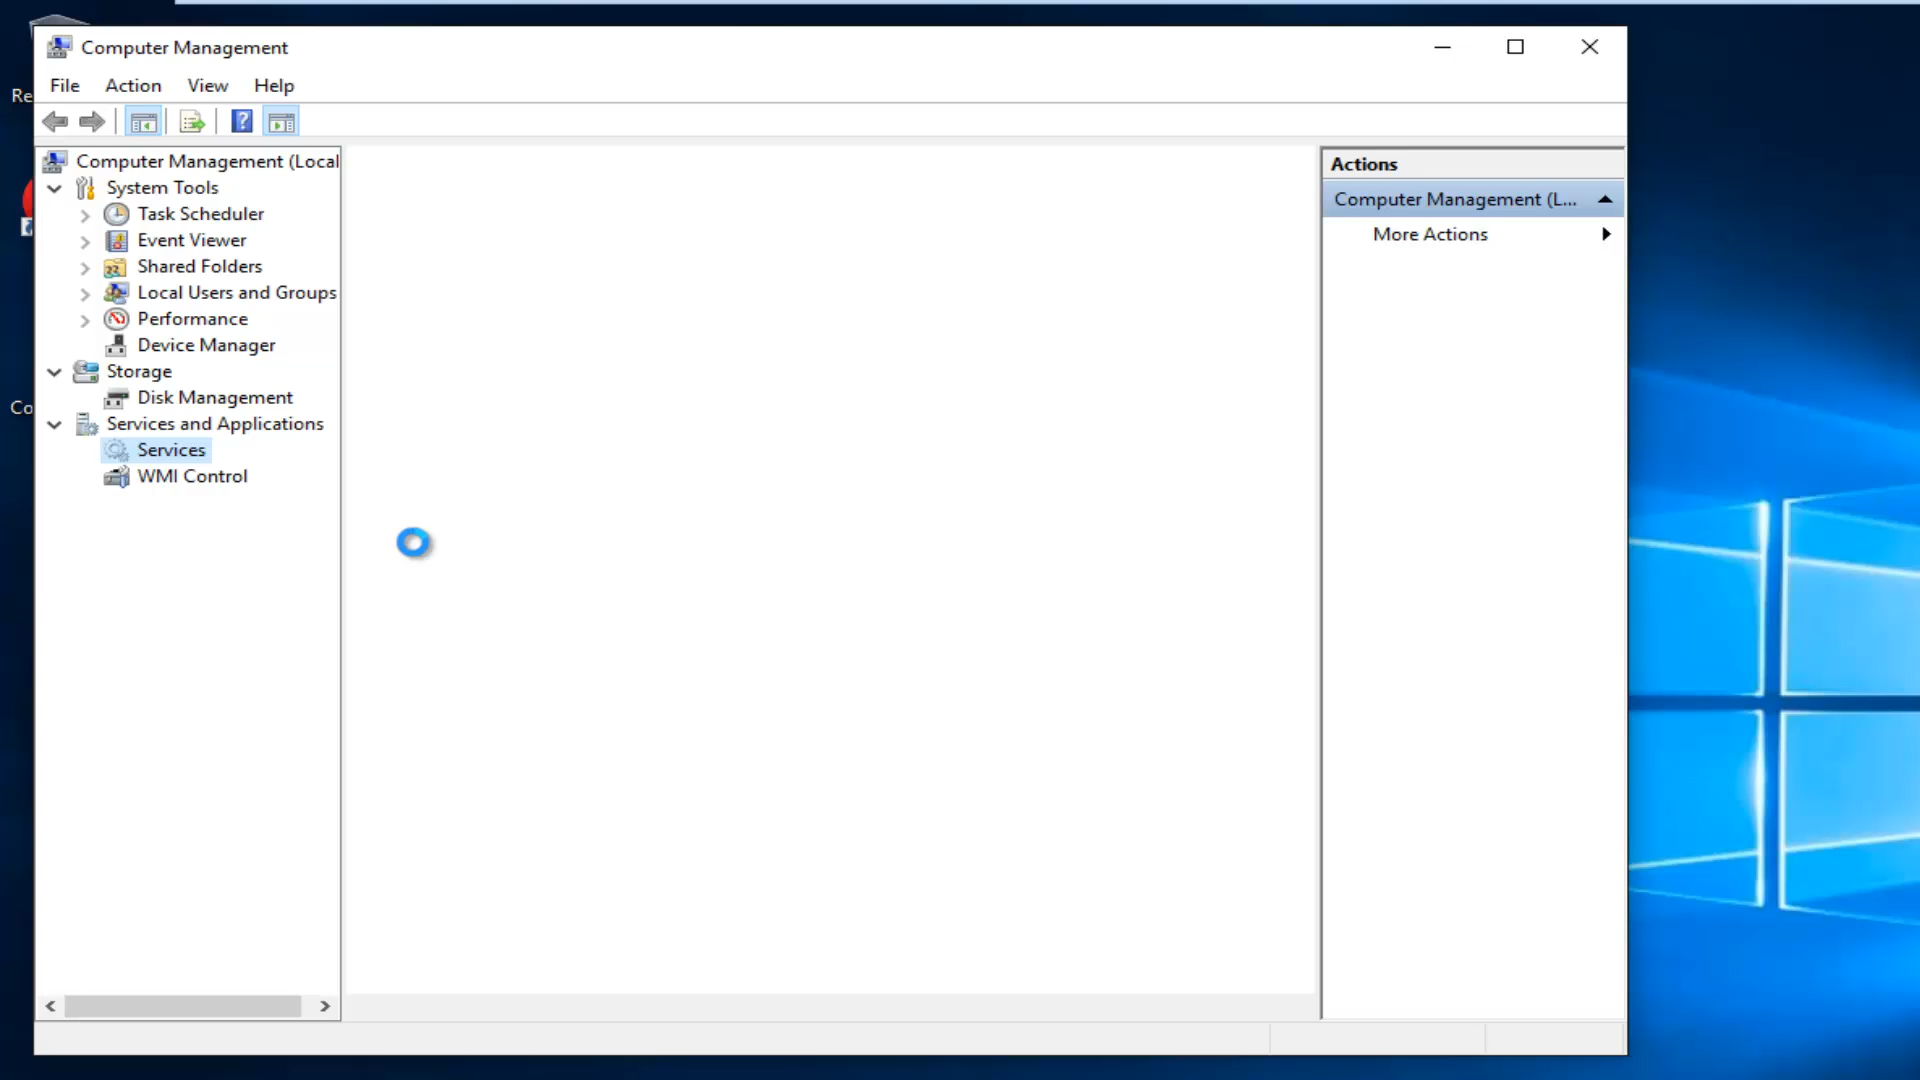 Computer Management
File Action View Help
Computer Management (Local
System Tools
Task Scheduler
Event Viewer
Shared Folders
Local Users and Groups
Performance
Device Manager
Storage
Disk Management
Services and Applications
Services
WMI Control
Actions
Computer Management (L...
More Actions
Re
Co